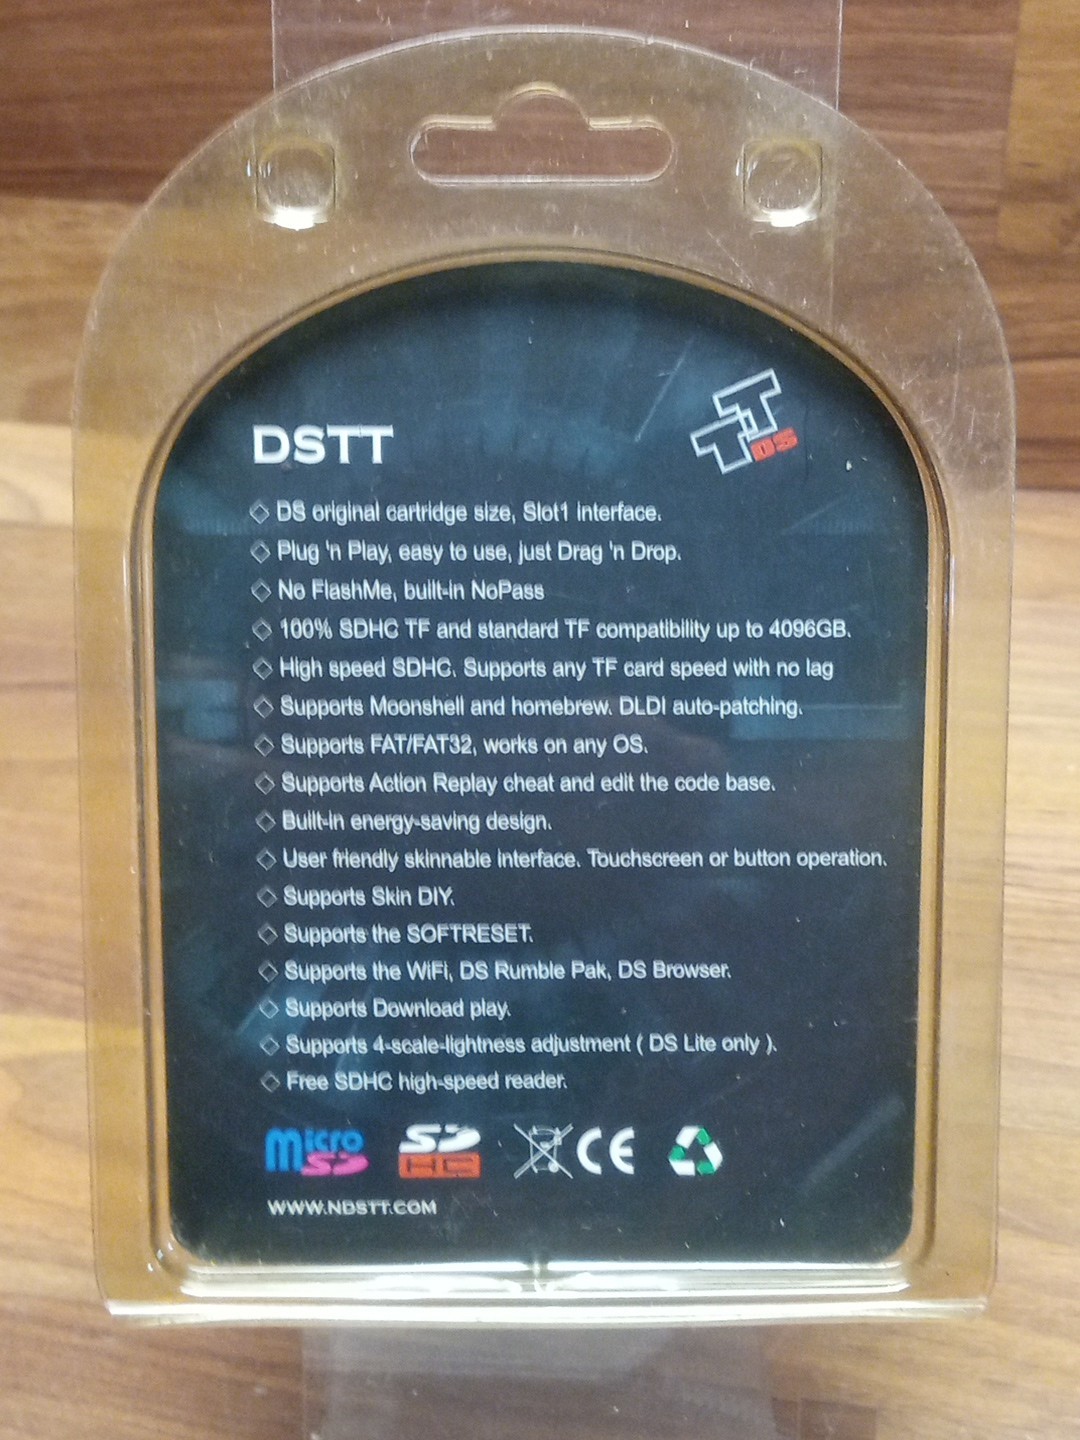 TT DS
DSTT
◇ DS original cartridge size, Slot1 interface.
◇ Plug 'n Play, easy to use, just Drag 'n Drop.
◇ No FlashMe, built-in NoPass
◇ 100% SDHC TF and standard TF compatibility up to 4096GB.
◇ High speed SDHC. Supports any TF card speed with no lag
◇ Supports Moonshell and homebrew. DLDI auto-patching.
◇ Supports FAT/FAT32, works on any OS.
◇ Supports Action Replay cheat and edit the code base.
◇ Built-in energy-saving design.
◇ User friendly skinnable interface. Touchscreen or button operation.
◇ Supports Skin DIY.
◇ Supports the SOFTRESET.
◇ Supports the WiFi, DS Rumble Pak, DS Browser.
◇ Supports Download play.
◇ Supports 4-scale-lightness adjustment ( DS Lite only ).
◇ Free SDHC high-speed reader.
Micro SD SD HC CE
WWW.NDSTT.COM